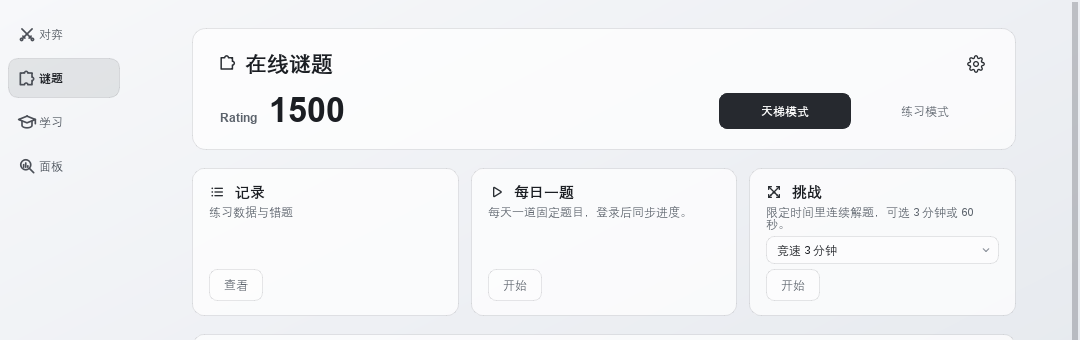 对弈
谜题
学习
面板
在线谜题
Rating 1500
天梯模式
练习模式
记录
练习数据与错题
查看
每日一题
每天一道固定题目，登录后同步进度。
开始
挑战
限定时间里连续解题，可选 3 分钟或 60
秒。
竞速 3 分钟
开始